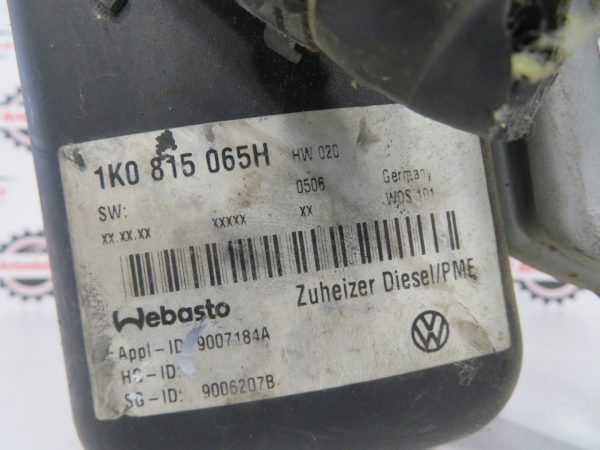 1K0 815 065H HW 020
SW: 0506 Germany
xx.xx.xx xxxxx xx WOS 101
Webasto Zuheizer Diesel/PME
Appl-ID 9007184A
HG-ID:
SG-ID: 9006207B